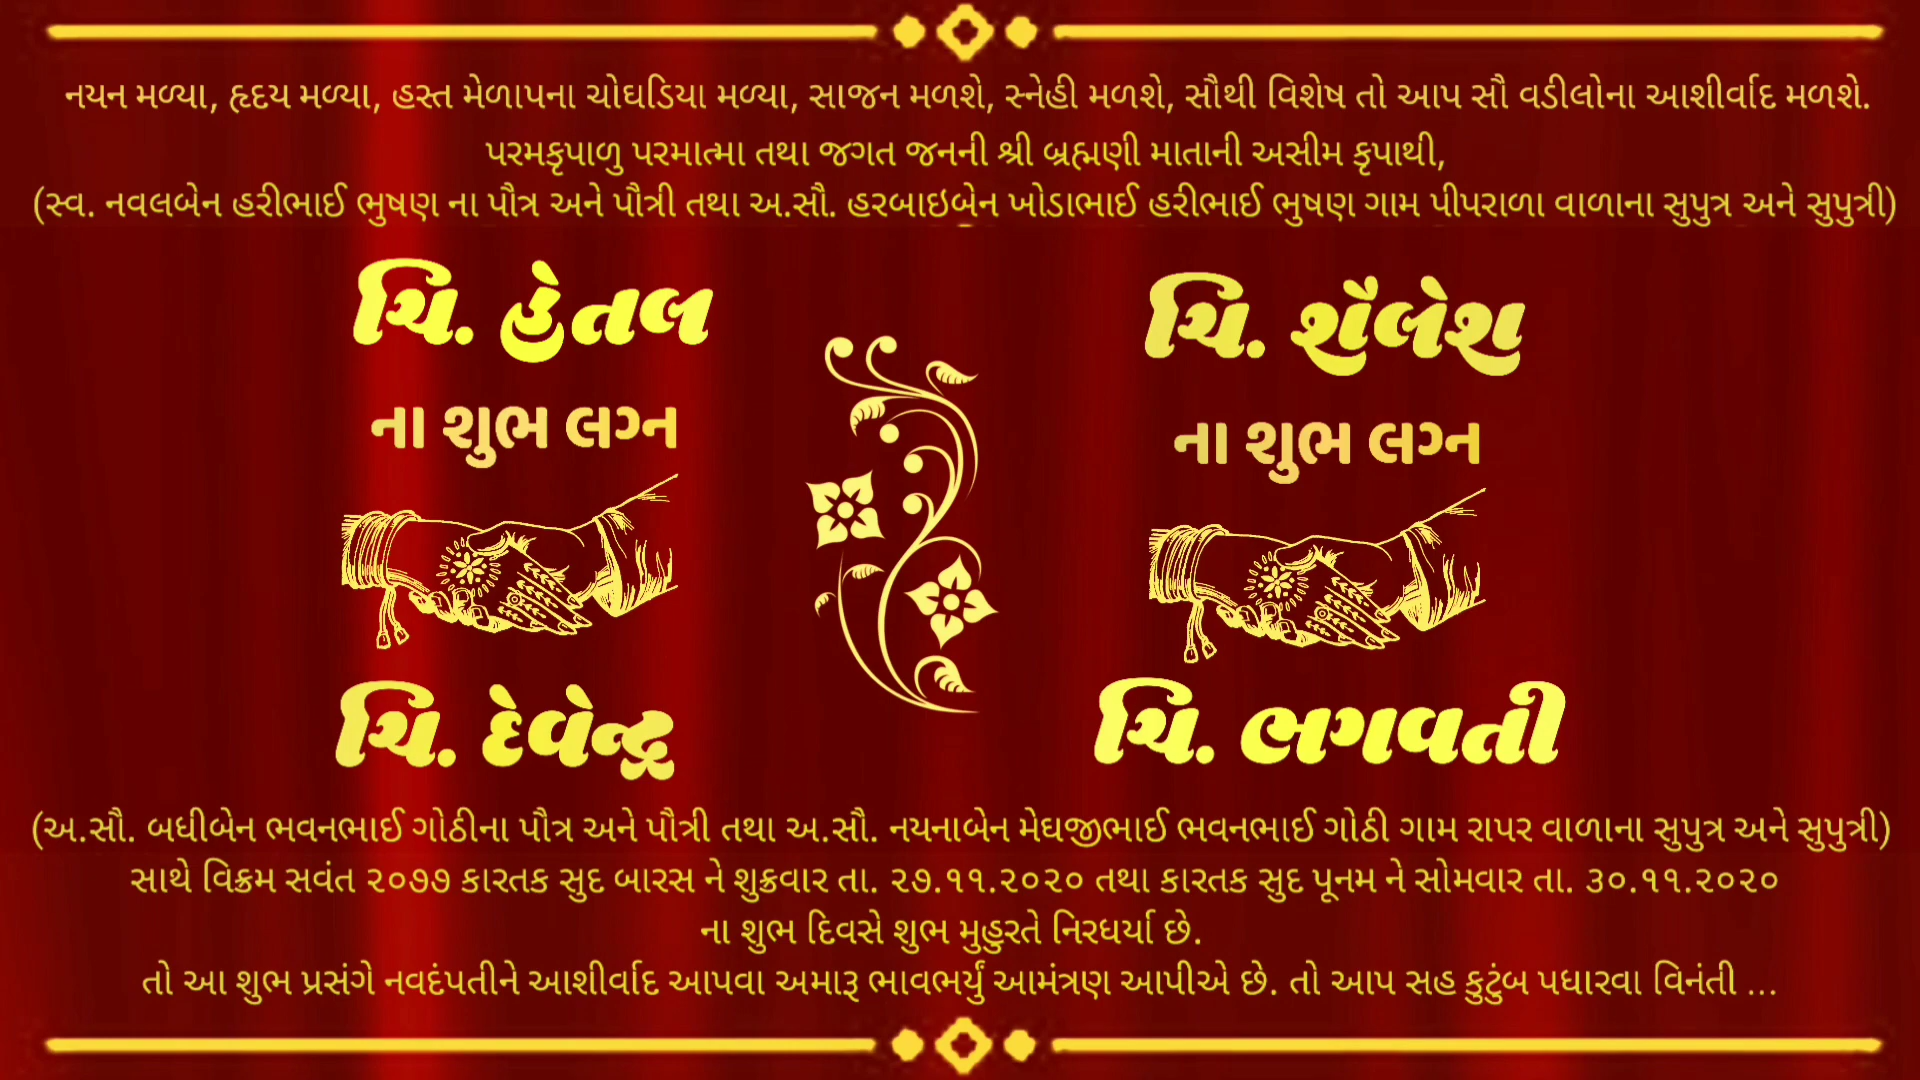 નયન મળ્યા, હૃદય મળ્યા, હસ્ત મેળાપના ચોઘડિયા મળ્યા, સાજન મળશે, સ્નેહી મળશે, સૌથી વિશેષ તો આપ સૌ વડીલોના આશીર્વાદ મળશે.
પરમકૃપાળુ પરમાત્મા તથા જગત જનની શ્રી બ્રહ્મણી માતાની અસીમ કૃપાથી,
(સ્વ. નવલબેન હરીભાઈ ભુષણ ના પૌત્ર અને પૌત્રી તથા અ.સૌ. હરબાઇબેન ખોડાભાઈ હરીભાઈ ભુષણ ગામ પીપરાળા વાળાના સુપુત્ર અને સુપુત્રી)
ચિ. હેતલ
ના શુભ લગ્ન
ચિ. દેવેન્દ્ર
ચિ. શૈલેશ
ના શુભ લગ્ન
ચિ. ભગવતી
(અ.સૌ. બધીબેન ભવનભાઈ ગોઠીના પૌત્ર અને પૌત્રી તથા અ.સૌ. નયનાબેન મેઘજીભાઈ ભવનભાઈ ગોઠી ગામ રાપર વાળાના સુપુત્ર અને સુપુત્રી)
સાથે વિક્રમ સવંત ૨૦૭૭ કારતક સુદ બારસ ને શુક્રવાર તા. ૨૭.૧૧.૨૦૨૦ તથા કારતક સુદ પૂનમ ને સોમવાર તા. ૩૦.૧૧.૨૦૨૦
ના શુભ દિવસે શુભ મુહુરતે નિરધર્યા છે.
તો આ શુભ પ્રસંગે નવદંપતીને આશીર્વાદ આપવા અમારૂ ભાવભર્યું આમંત્રણ આપીએ છે. તો આપ સહ કુટુંબ પધારવા વિનંતી ...